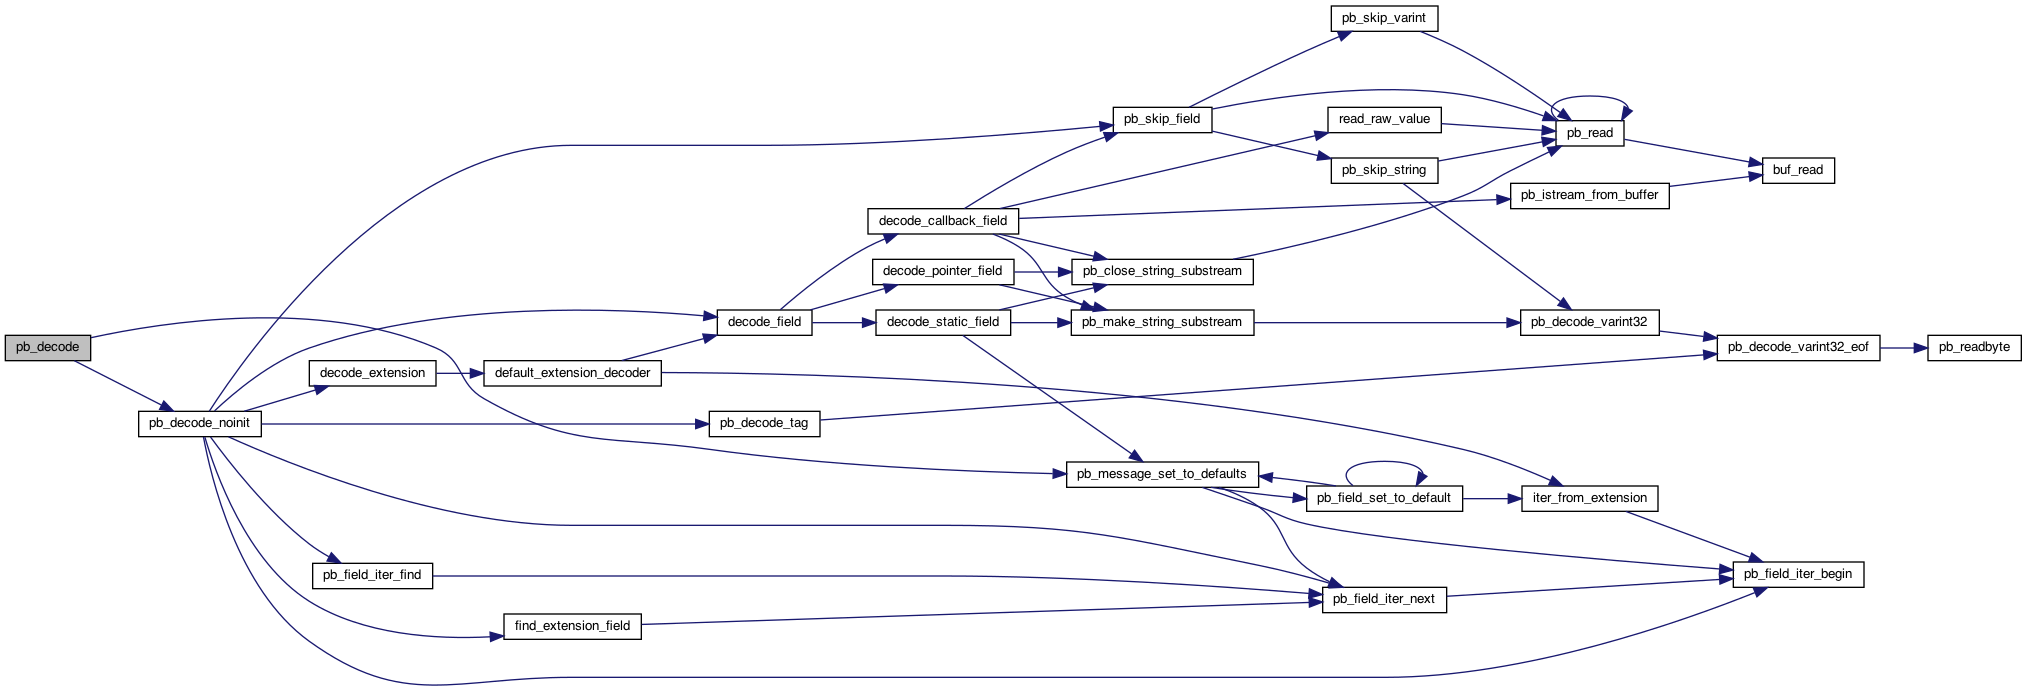 pb_skip_varint
pb_skip_field
read_raw_value
pb_read
pb_skip_string
buf_read
pb_istream_from_buffer
decode_callback_field
decode_pointer_field
pb_close_string_substream
decode_field
decode_static_field
pb_make_string_substream
pb_decode_varint32
pb_decode
pb_decode_varint32_eof
pb_readbyte
decode_extension
default_extension_decoder
pb_decode_noinit
pb_decode_tag
pb_message_set_to_defaults
pb_field_set_to_default
iter_from_extension
pb_field_iter_find
pb_field_iter_begin
pb_field_iter_next
find_extension_field